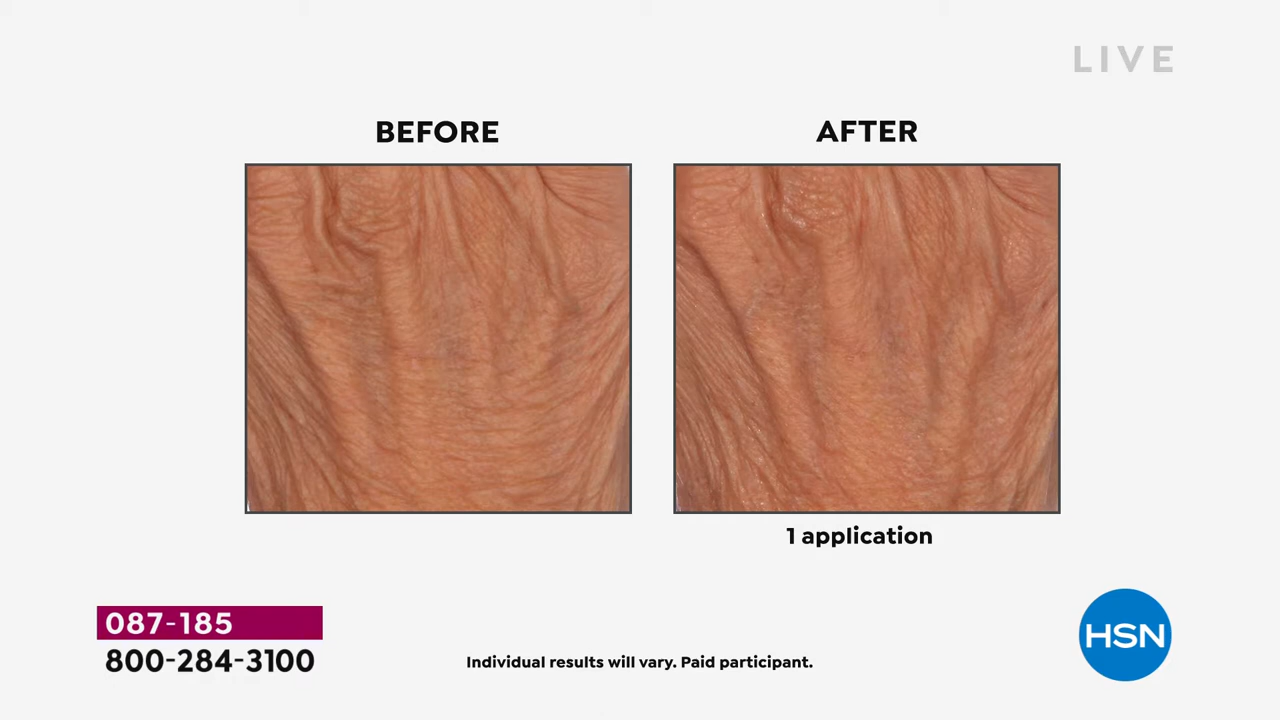 LIVE
BEFORE
AFTER
1 application
087-185
800-284-3100
Individual results will vary. Paid participant.
HSN